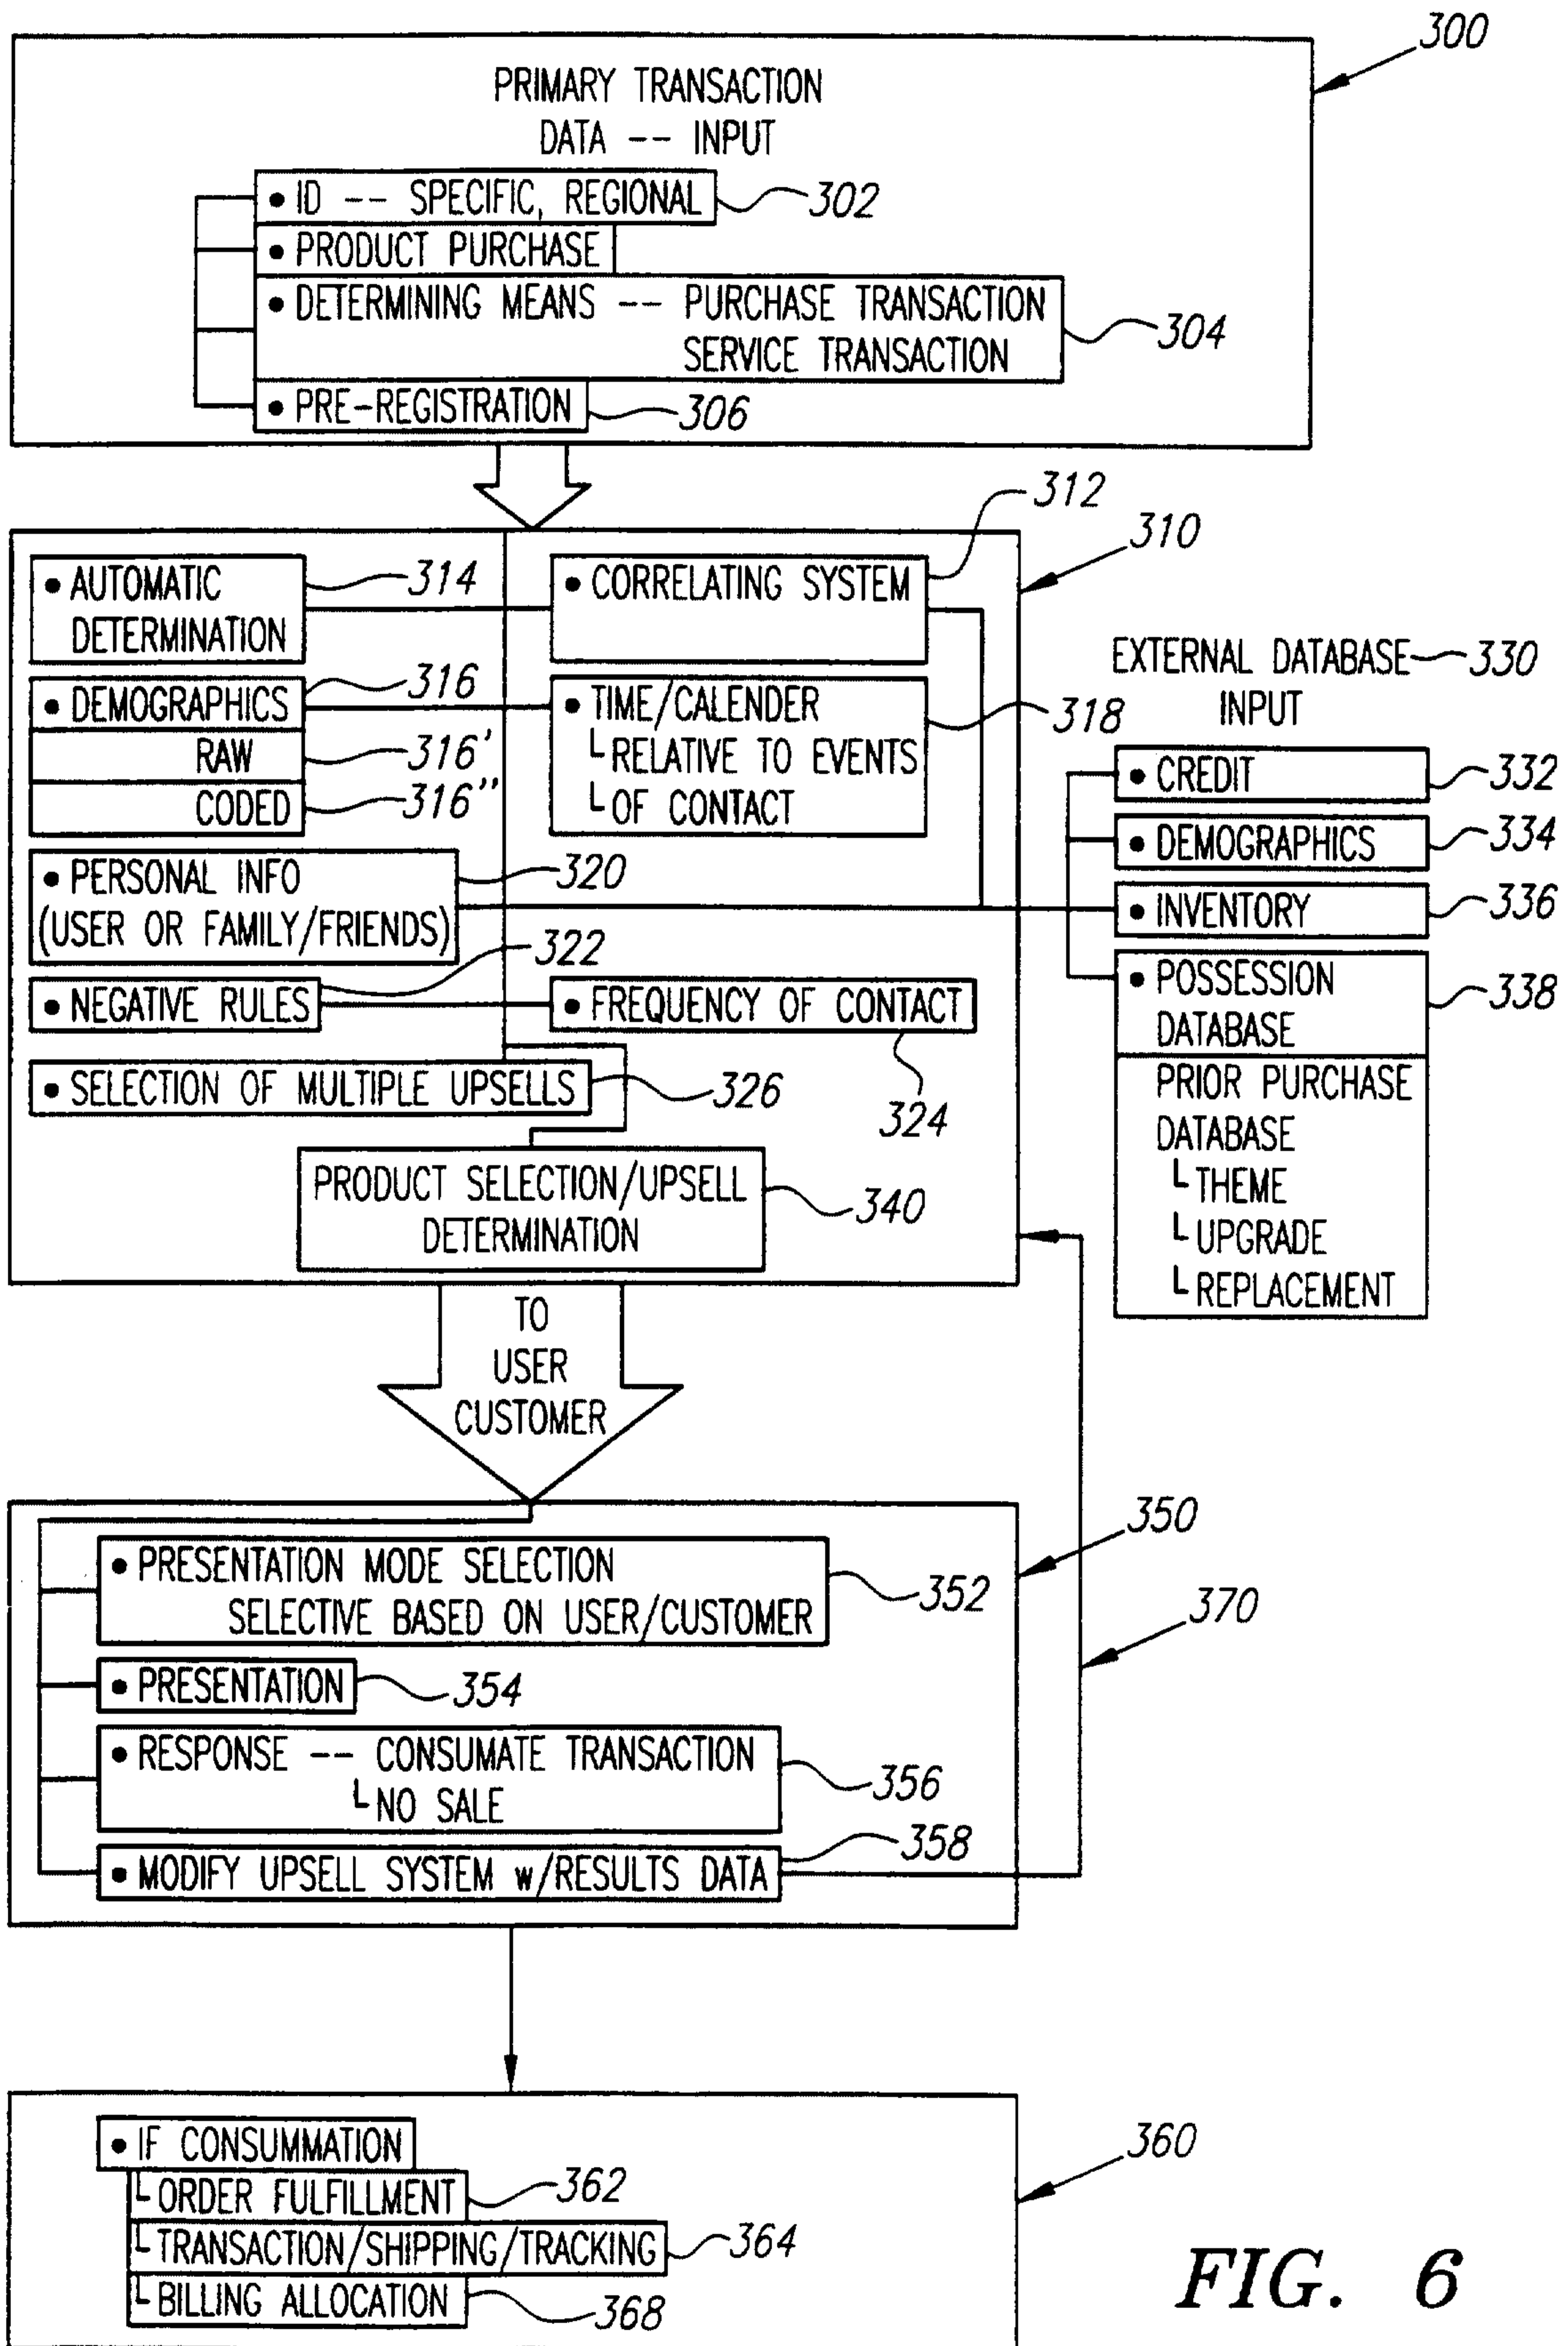 300
PRIMARY TRANSACTION
DATA -- INPUT
• ID -- SPECIFIC, REGIONAL 302
• PRODUCT PURCHASE
• DETERMINING MEANS -- PURCHASE TRANSACTION
SERVICE TRANSACTION
304
• PRE-REGISTRATION 306
310
• AUTOMATIC
DETERMINATION
314
• CORRELATING SYSTEM
312
• DEMOGRAPHICS
316
RAW 316'
CODED 316''
• TIME/CALENDER
└ RELATIVE TO EVENTS
└ OF CONTACT
318
• PERSONAL INFO
(USER OR FAMILY/FRIENDS)
320
• NEGATIVE RULES
322
• FREQUENCY OF CONTACT
324
• SELECTION OF MULTIPLE UPSELLS 326
PRODUCT SELECTION/UPSELL
DETERMINATION
340
EXTERNAL DATABASE 330
INPUT
• CREDIT 332
• DEMOGRAPHICS 334
• INVENTORY 336
• POSSESSION
DATABASE
338
PRIOR PURCHASE
DATABASE
└ THEME
└ UPGRADE
└ REPLACEMENT
TO
USER
CUSTOMER
350
• PRESENTATION MODE SELECTION
SELECTIVE BASED ON USER/CUSTOMER
352
370
• PRESENTATION 354
• RESPONSE -- CONSUMATE TRANSACTION
└ NO SALE
356
• MODIFY UPSELL SYSTEM w/RESULTS DATA
358
360
• IF CONSUMMATION
└ ORDER FULFILLMENT 362
└ TRANSACTION/SHIPPING/TRACKING 364
└ BILLING ALLOCATION 368
FIG. 6